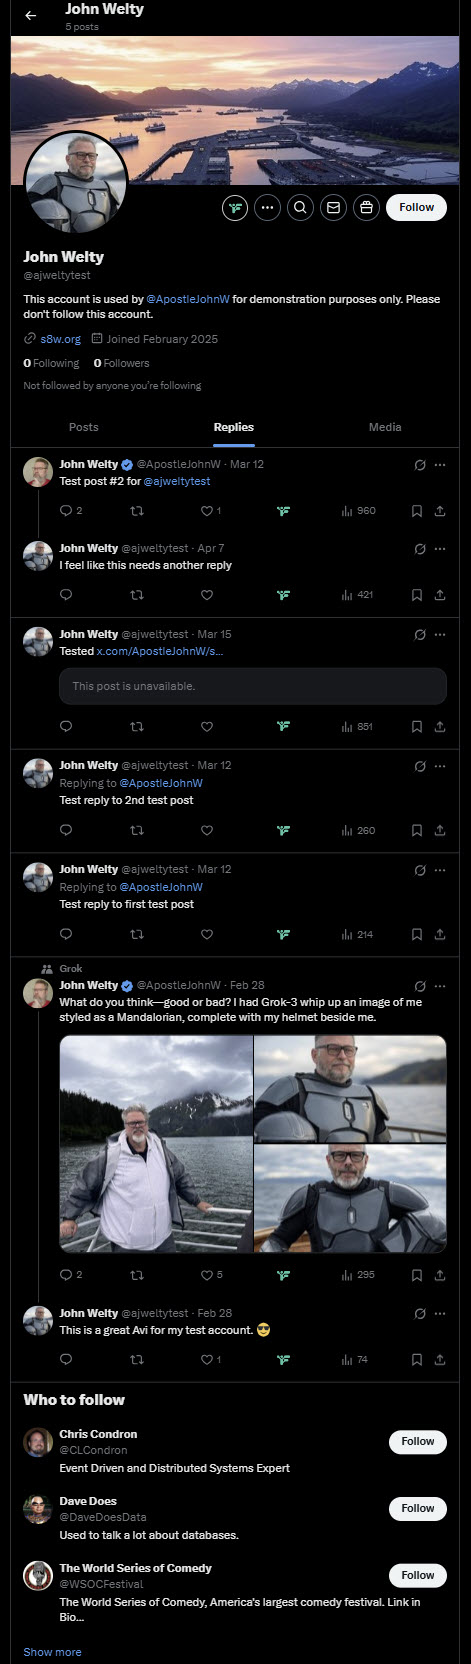 John Welty
5 posts
Follow
John Welty
@ajweltytest
This account is used by @ApostleJohnW for demonstration purposes only. Please
don't follow this account.
s8w.org Joined February 2025
0 Following 0 Followers
Not followed by anyone you're following
Posts Replies Media
John Welty @ApostleJohnW · Mar 12
Test post #2 for @ajweltytest
2 1 960
John Welty @ajweltytest · Apr 7
I feel like this needs another reply
421
John Welty @ajweltytest · Mar 15
Tested x.com/ApostleJohnW/s...
This post is unavailable.
851
John Welty @ajweltytest · Mar 12
Replying to @ApostleJohnW
Test reply to 2nd test post
260
John Welty @ajweltytest · Mar 12
Replying to @ApostleJohnW
Test reply to first test post
214
Grok
John Welty @ApostleJohnW · Feb 28
What do you think—good or bad? I had Grok-3 whip up an image of me
styled as a Mandalorian, complete with my helmet beside me.
2 5 295
John Welty @ajweltytest · Feb 28
This is a great Avi for my test account. 😎
1 74
Who to follow
Chris Condron
@CLCondron
Follow
Event Driven and Distributed Systems Expert
Dave Does
@DaveDoesData
Follow
Used to talk a lot about databases.
The World Series of Comedy
@WSOCFestival
Follow
The World Series of Comedy, America's largest comedy festival. Link in
Bio...
Show more